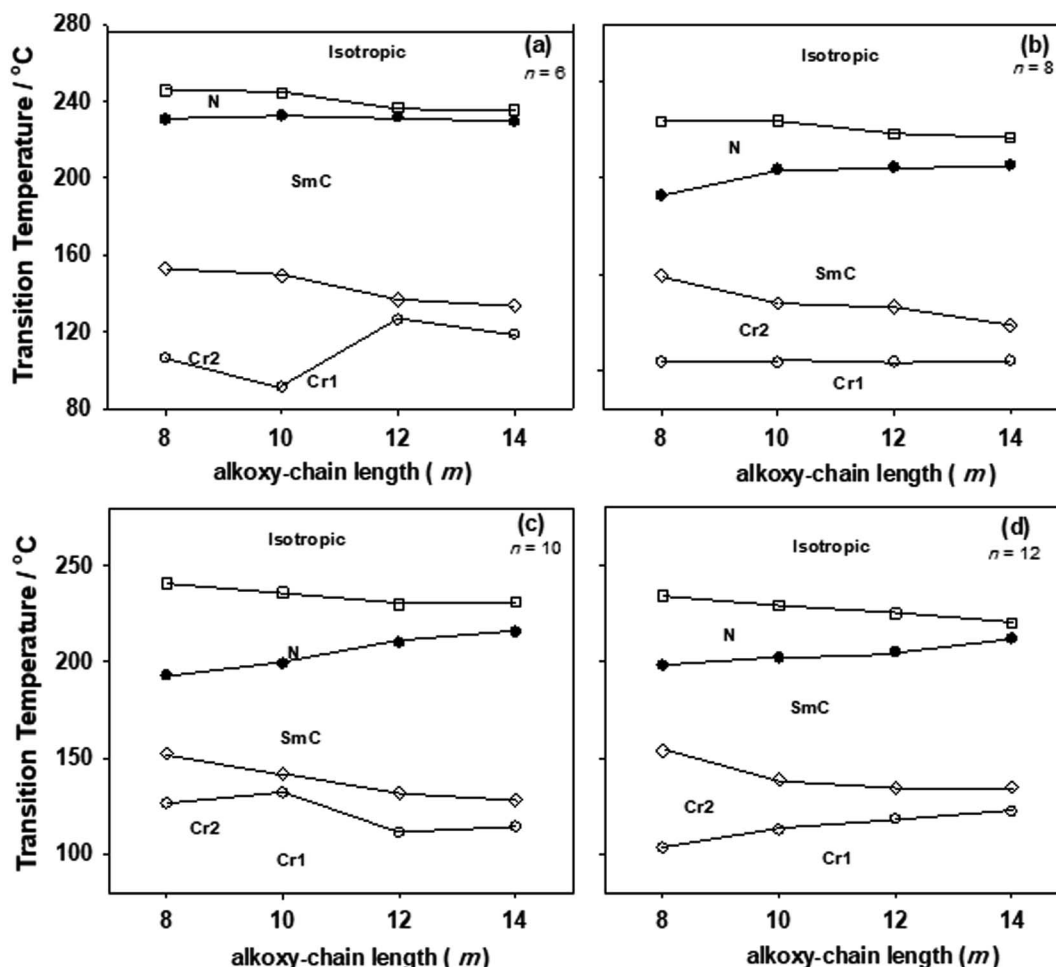 Transition Temperature / °C
280
240
200
160
120
80
Isotropic
(a)
n = 6
N
SmC
Cr2
Cr1
8 10 12 14
alkoxy-chain length ( m)
Isotropic
(b)
n = 8
N
SmC
Cr2
Cr1
8 10 12 14
alkoxy-chain length ( m)
Transition Temperature / °C
250
200
150
100
Isotropic
(c)
n = 10
N
SmC
Cr2
Cr1
8 10 12 14
alkoxy-chain length ( m)
Isotropic
(d)
n = 12
N
SmC
Cr2
Cr1
8 10 12 14
alkoxy-chain length (m)